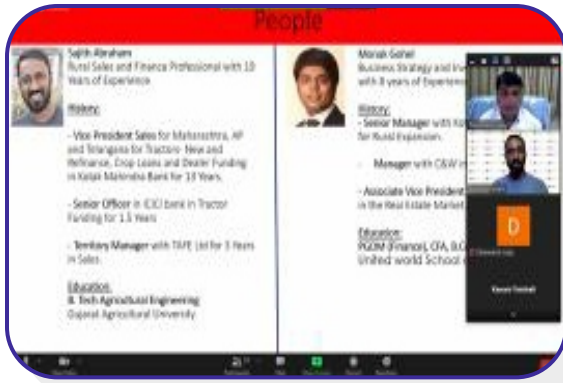 People
Sajith Abraham
Rural Sales and Finance Professional with 10
Years of Experience
History:
- Vice President Sales for Maharashtra, AP
and Telangana for Tractors- New and
Refinance, Crop Loans and Dealer Funding
in Kotak Mahindra Bank for 13 Years.
- Senior Officer in ICICI bank in Tractor
Funding for 1.5 Years
- Territory Manager with TAFE Ltd for 3 Years
in Sales.
Education:
B. Tech Agricultural Engineering
Gujarat Agricultural University.
Gohel
Business Strategy and
with 8 years of Experience
History:
- Senior Manager with
for Rural Expansion.
- Manager with C&W
- Associate Vice President
in the Real Estate Market
Education:
PGDM (Finance), CFA,
United world School
D